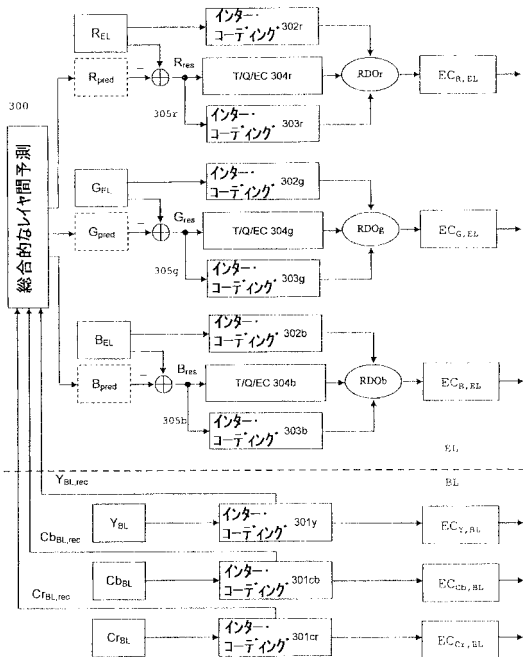 R_EL
インター・
コーディング 302r
R_pred
−
R_res
T/Q/EC 304r
RDOr
EC_R,EL
305r
インター・
コーディング 303r
300
総合的なレイヤ間予測
G_EL
インター・
コーディング 302g
G_pred
−
G_res
T/Q/EC 304g
RDOg
EC_G,EL
305g
インター・
コーディング 303g
B_EL
インター・
コーディング 302b
B_pred
−
B_res
T/Q/EC 304b
RDOb
EC_B,EL
305b
インター・
コーディング 303b
EL
BL
Y_BL,rec
Y_BL
インター・
コーディング 301y
EC_Y,BL
Cb_BL,rec
Cb_BL
インター・
コーディング 301cb
EC_Cb,BL
Cr_BL,rec
Cr_BL
インター・
コーディング 301cr
EC_Cr,BL